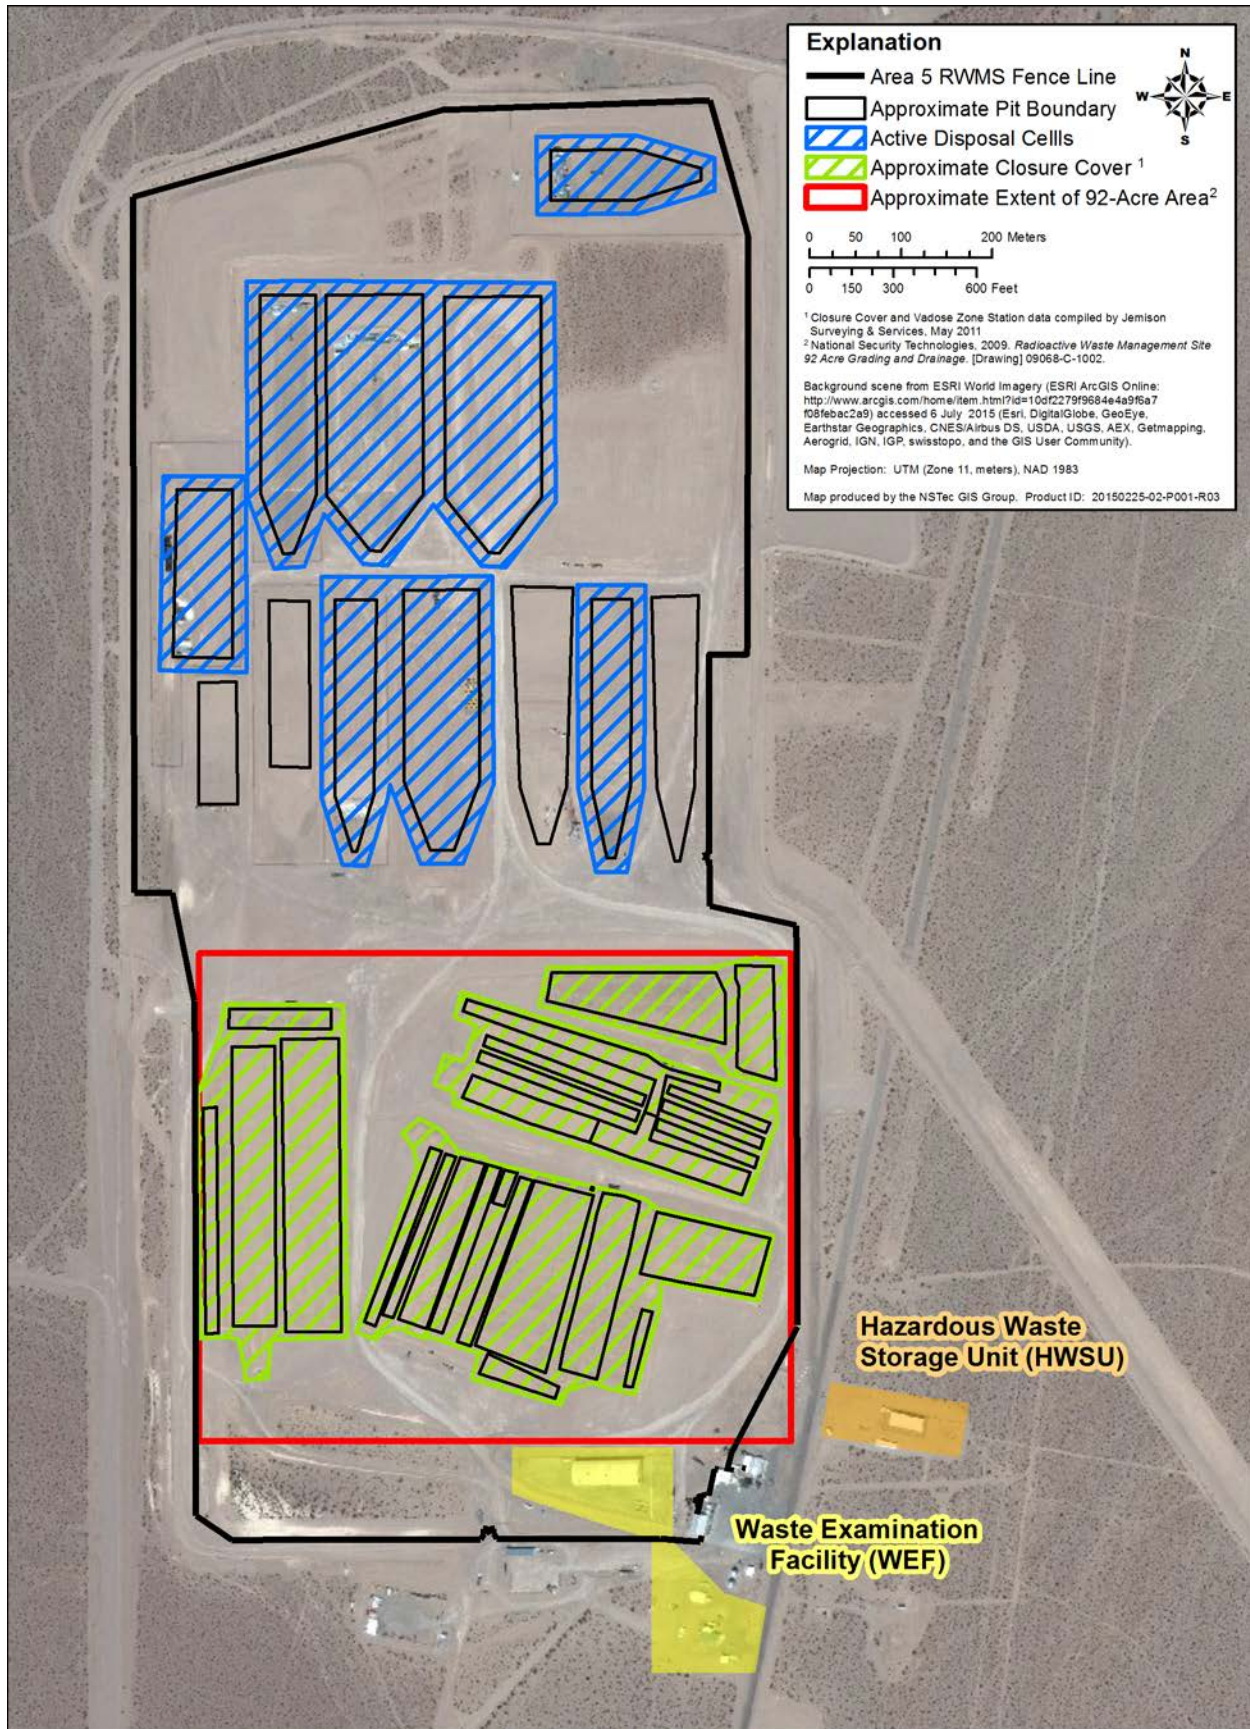 Explanation
Area 5 RWMS Fence Line
Approximate Pit Boundary
Active Disposal Cellls
Approximate Closure Cover 1
Approximate Extent of 92-Acre Area2
N
W E
S
0 50 100 200 Meters
0 150 300 600 Feet
1 Closure Cover and Vadose Zone Station data compiled by Jemison
Surveying & Services, May 2011
2 National Security Technologies, 2009. Radioactive Waste Management Site
92 Acre Grading and Drainage. [Drawing] 09068-C-1002.
Background scene from ESRI World Imagery (ESRI ArcGIS Online:
http://www.arcgis.com/home/item.html?id=10df2279f9684e4a9f6a7
f08febac2a9) accessed 6 July 2015 (Esri, DigitalGlobe, GeoEye,
Earthstar Geographics, CNES/Airbus DS, USDA, USGS, AEX, Getmapping,
Aerogrid, IGN, IGP, swisstopo, and the GIS User Community).
Map Projection: UTM (Zone 11, meters), NAD 1983
Map produced by the NSTec GIS Group. Product ID: 20150225-02-P001-R03
Hazardous Waste
Storage Unit (HWSU)
Waste Examination
Facility (WEF)